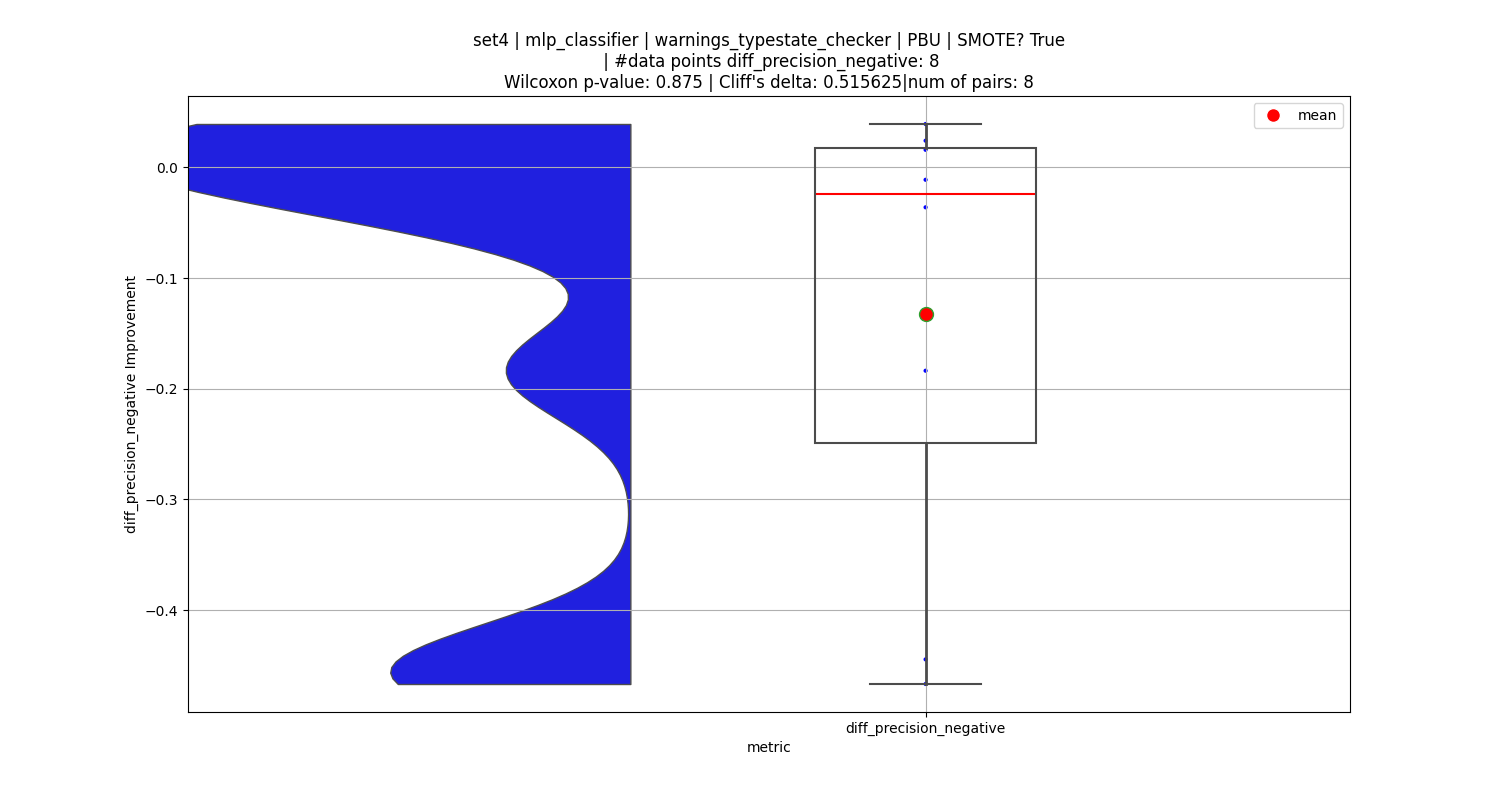 set4 | mlp_classifier | warnings_typestate_checker | PBU | SMOTE? True
| #data points diff_precision_negative: 8
Wilcoxon p-value: 0.875 | Cliff's delta: 0.515625|num of pairs: 8
mean
0.0
−0.1
−0.2
−0.3
−0.4
diff_precision_negative Improvement
diff_precision_negative
metric